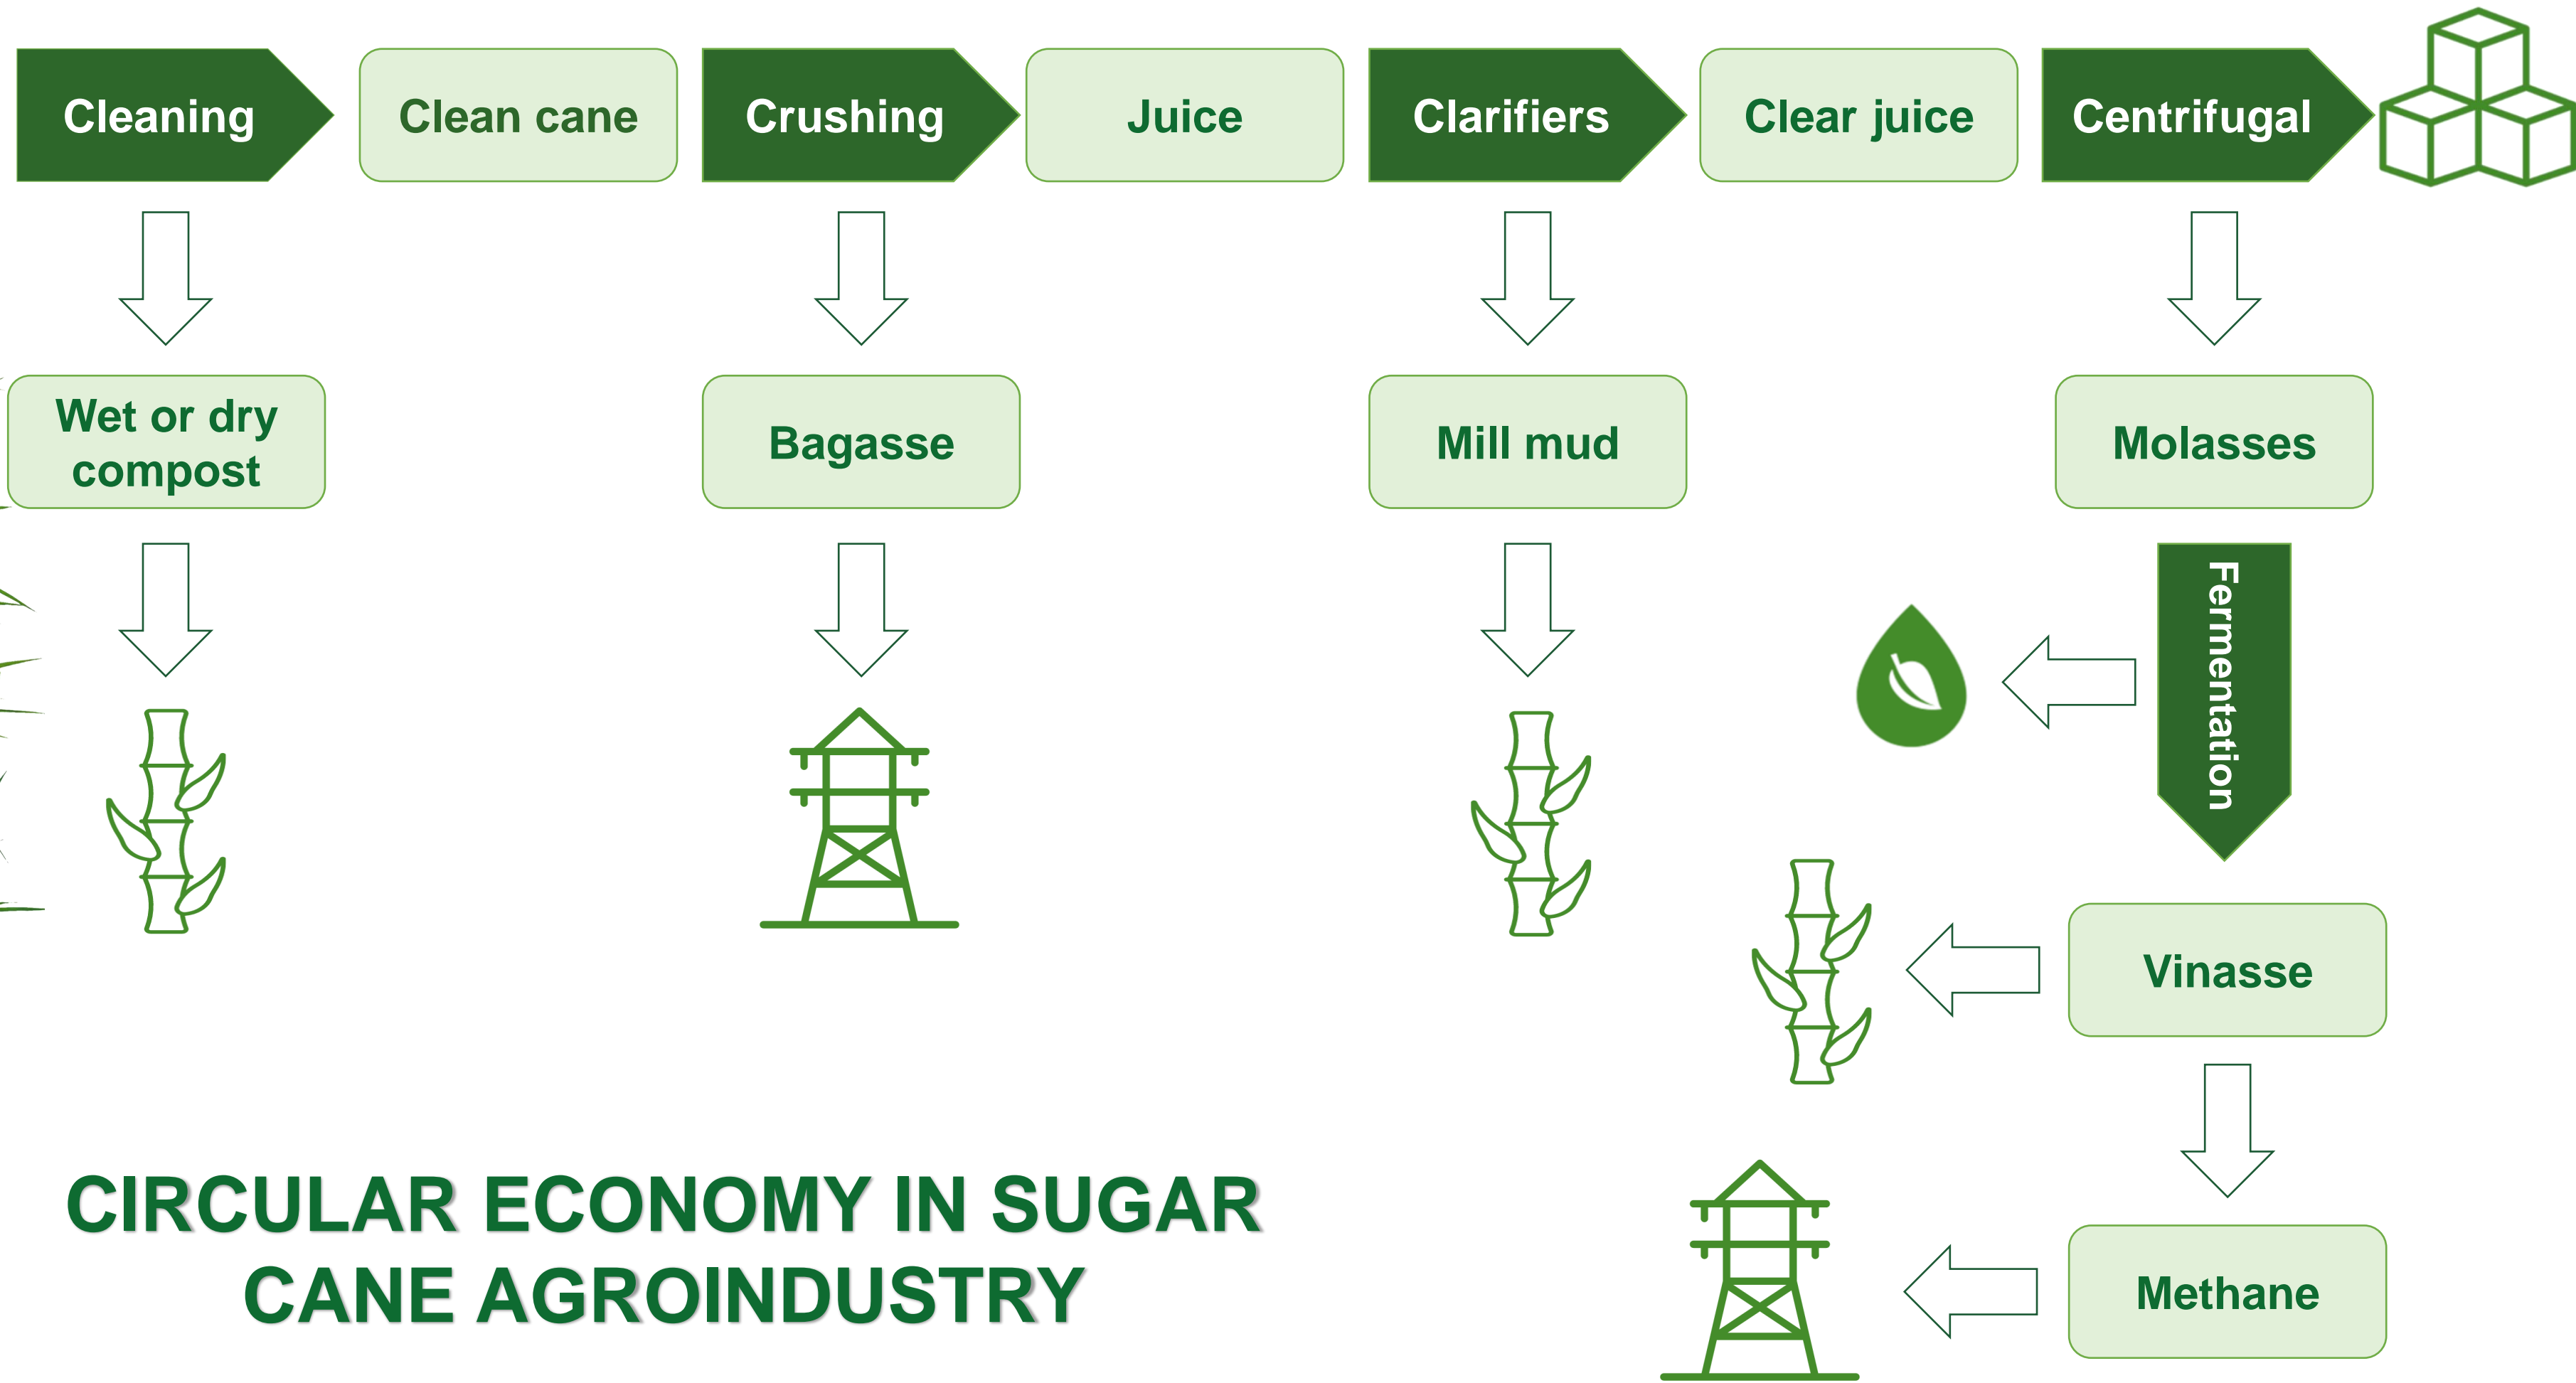 Cleaning
Clean cane
Crushing
Juice
Clarifiers
Clear juice
Centrifugal
Wet or dry
compost
Bagasse
Mill mud
Molasses
Fermentation
Vinasse
Methane
CIRCULAR ECONOMY IN SUGAR
CANE AGROINDUSTRY